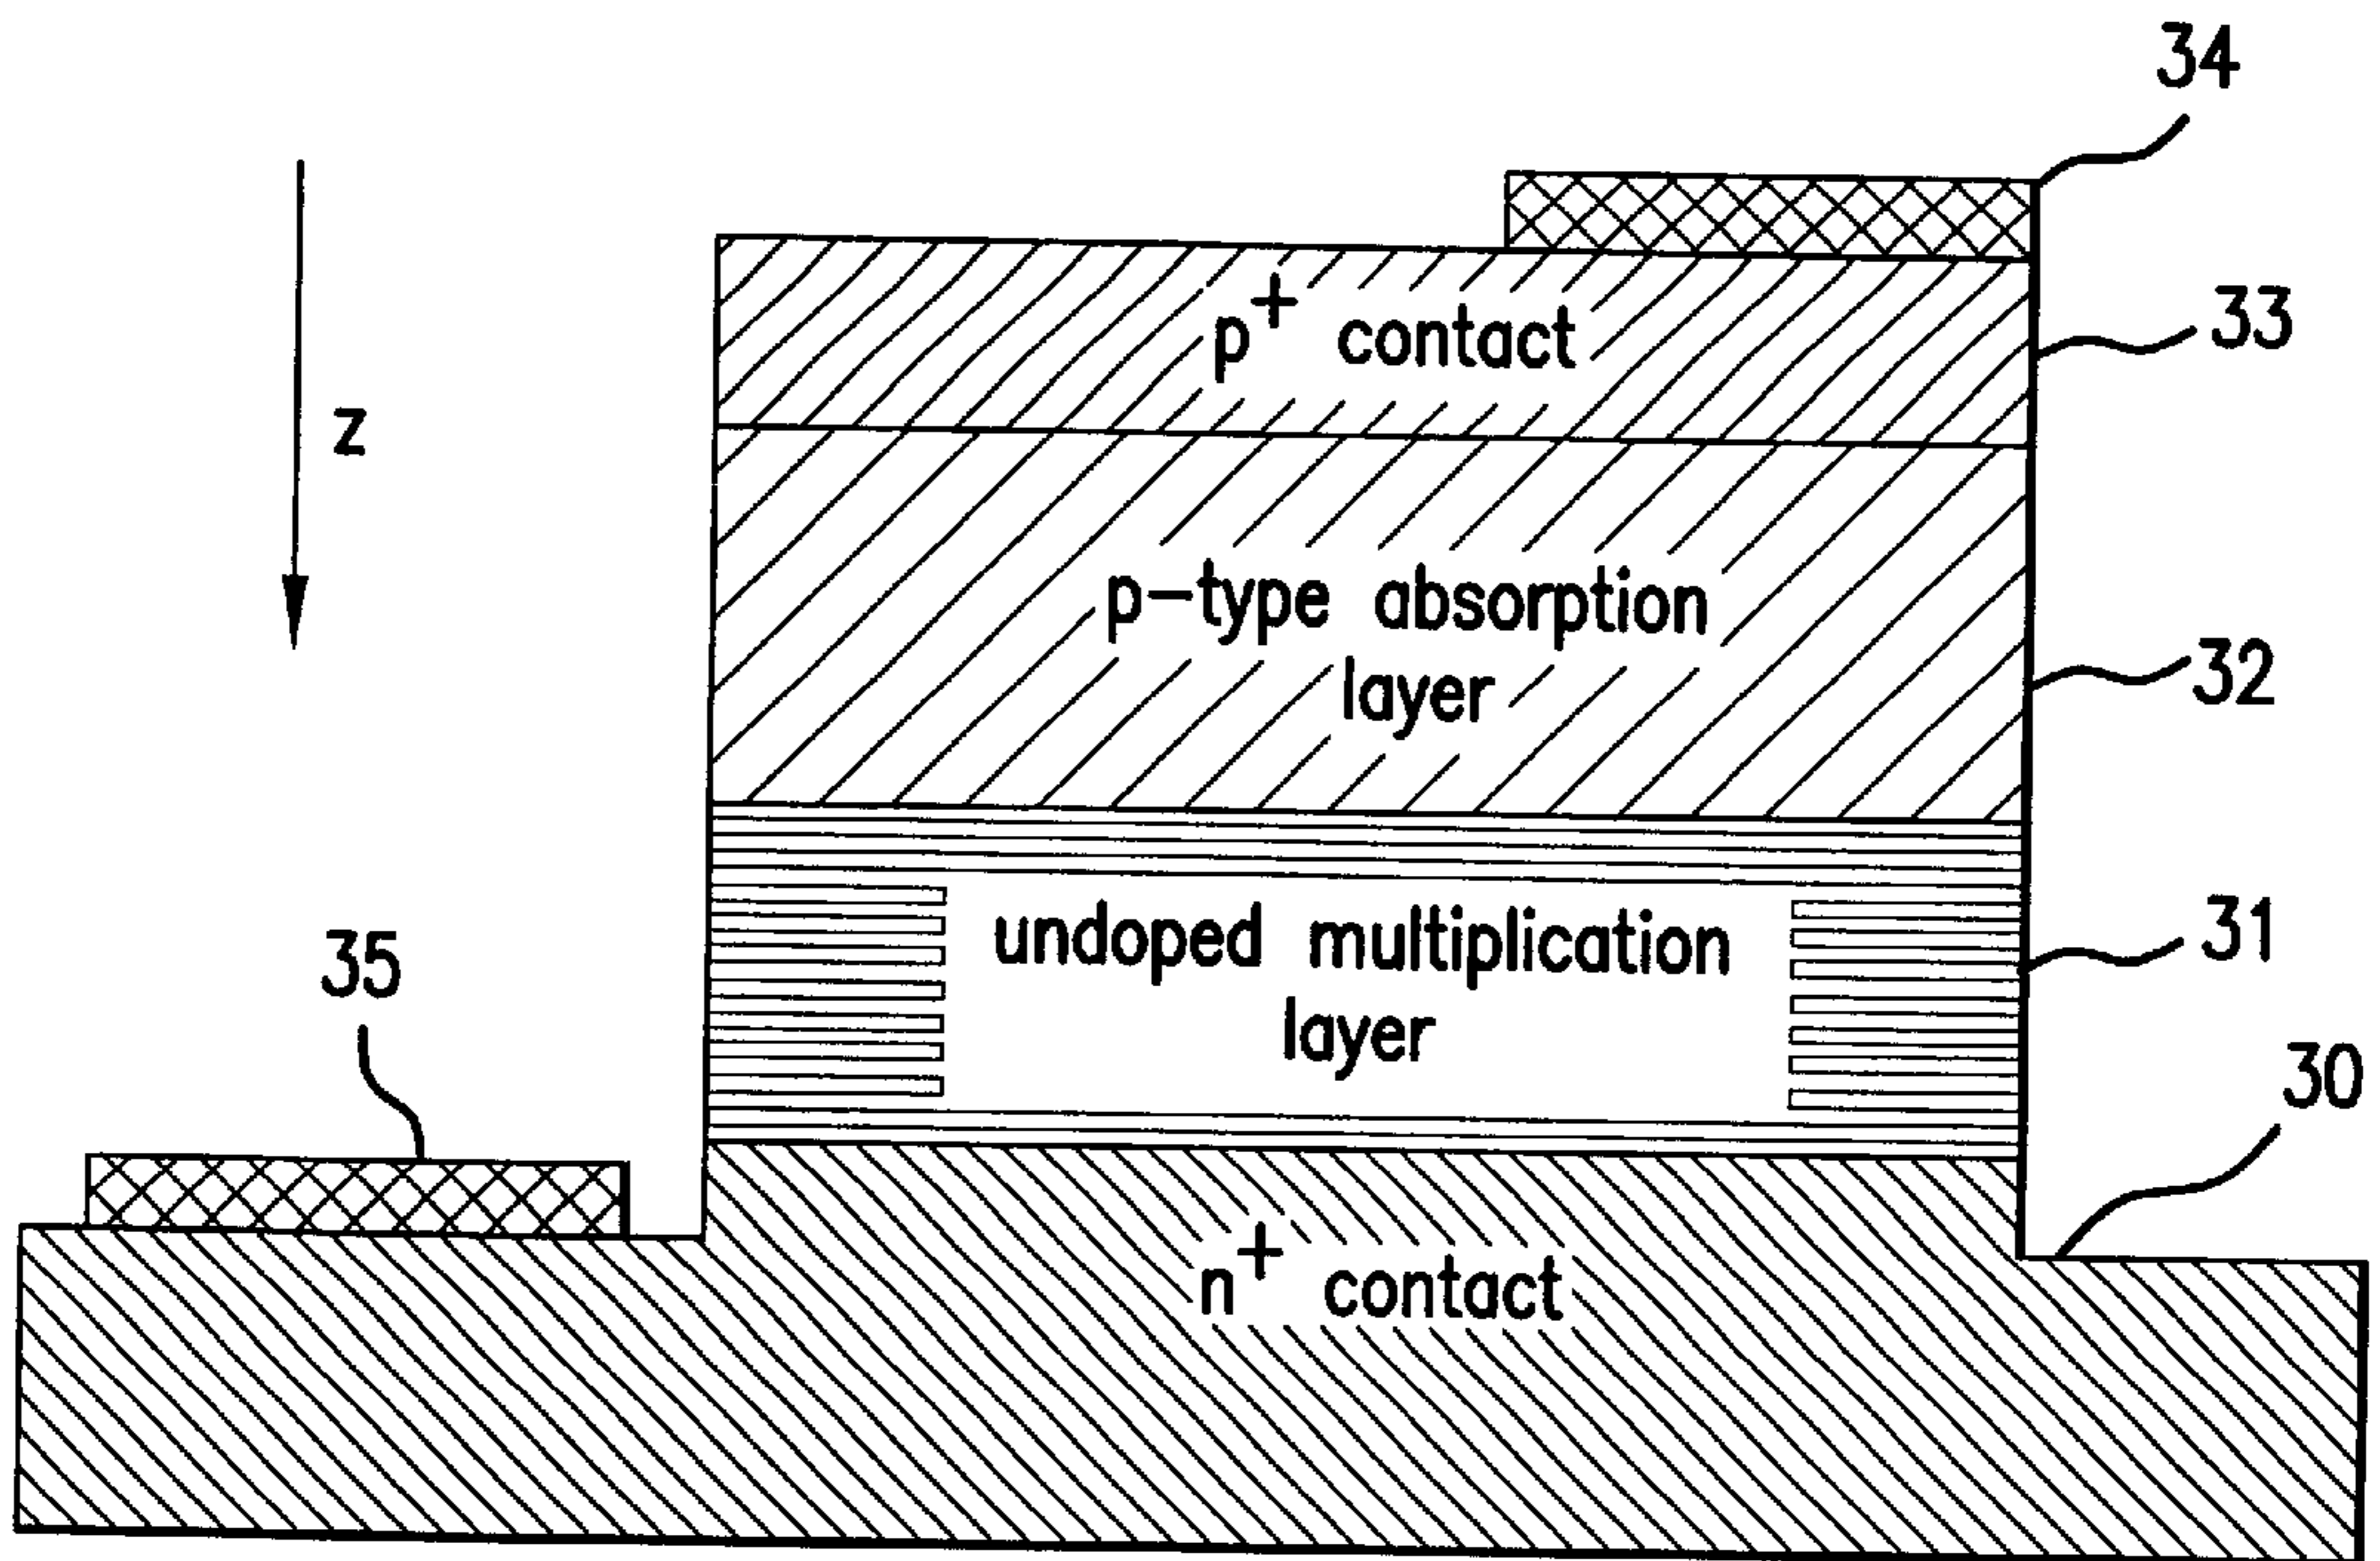 34
p+ contact
33
z
p-type absorption
layer
32
undoped multiplication
layer
31
35
30
n+ contact